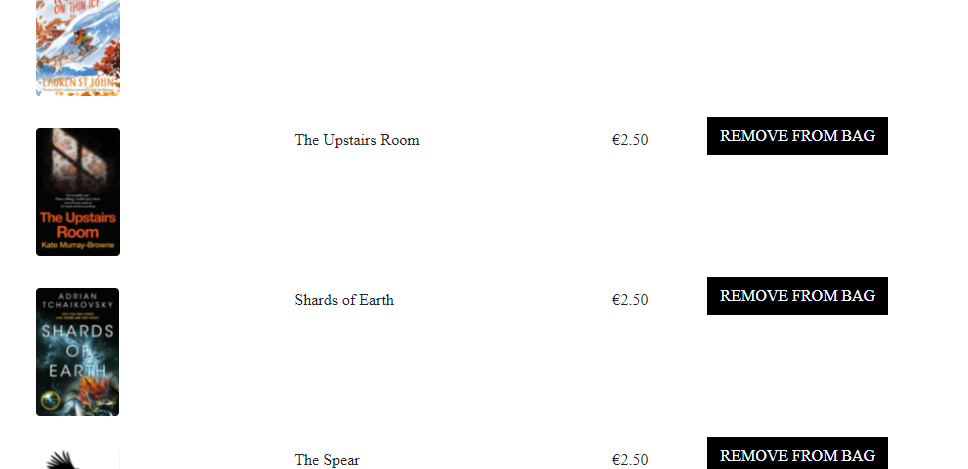 ON THIN ICE
LAUREN ST JOHN
The Upstairs Room
€2.50
REMOVE FROM BAG
The Upstairs
Room
Kate Murray-Browne
Shards of Earth
€2.50
REMOVE FROM BAG
ADRIAN
TCHAIKOVSKY
SHARDS
OF
EARTH
The Spear
€2.50
REMOVE FROM BAG